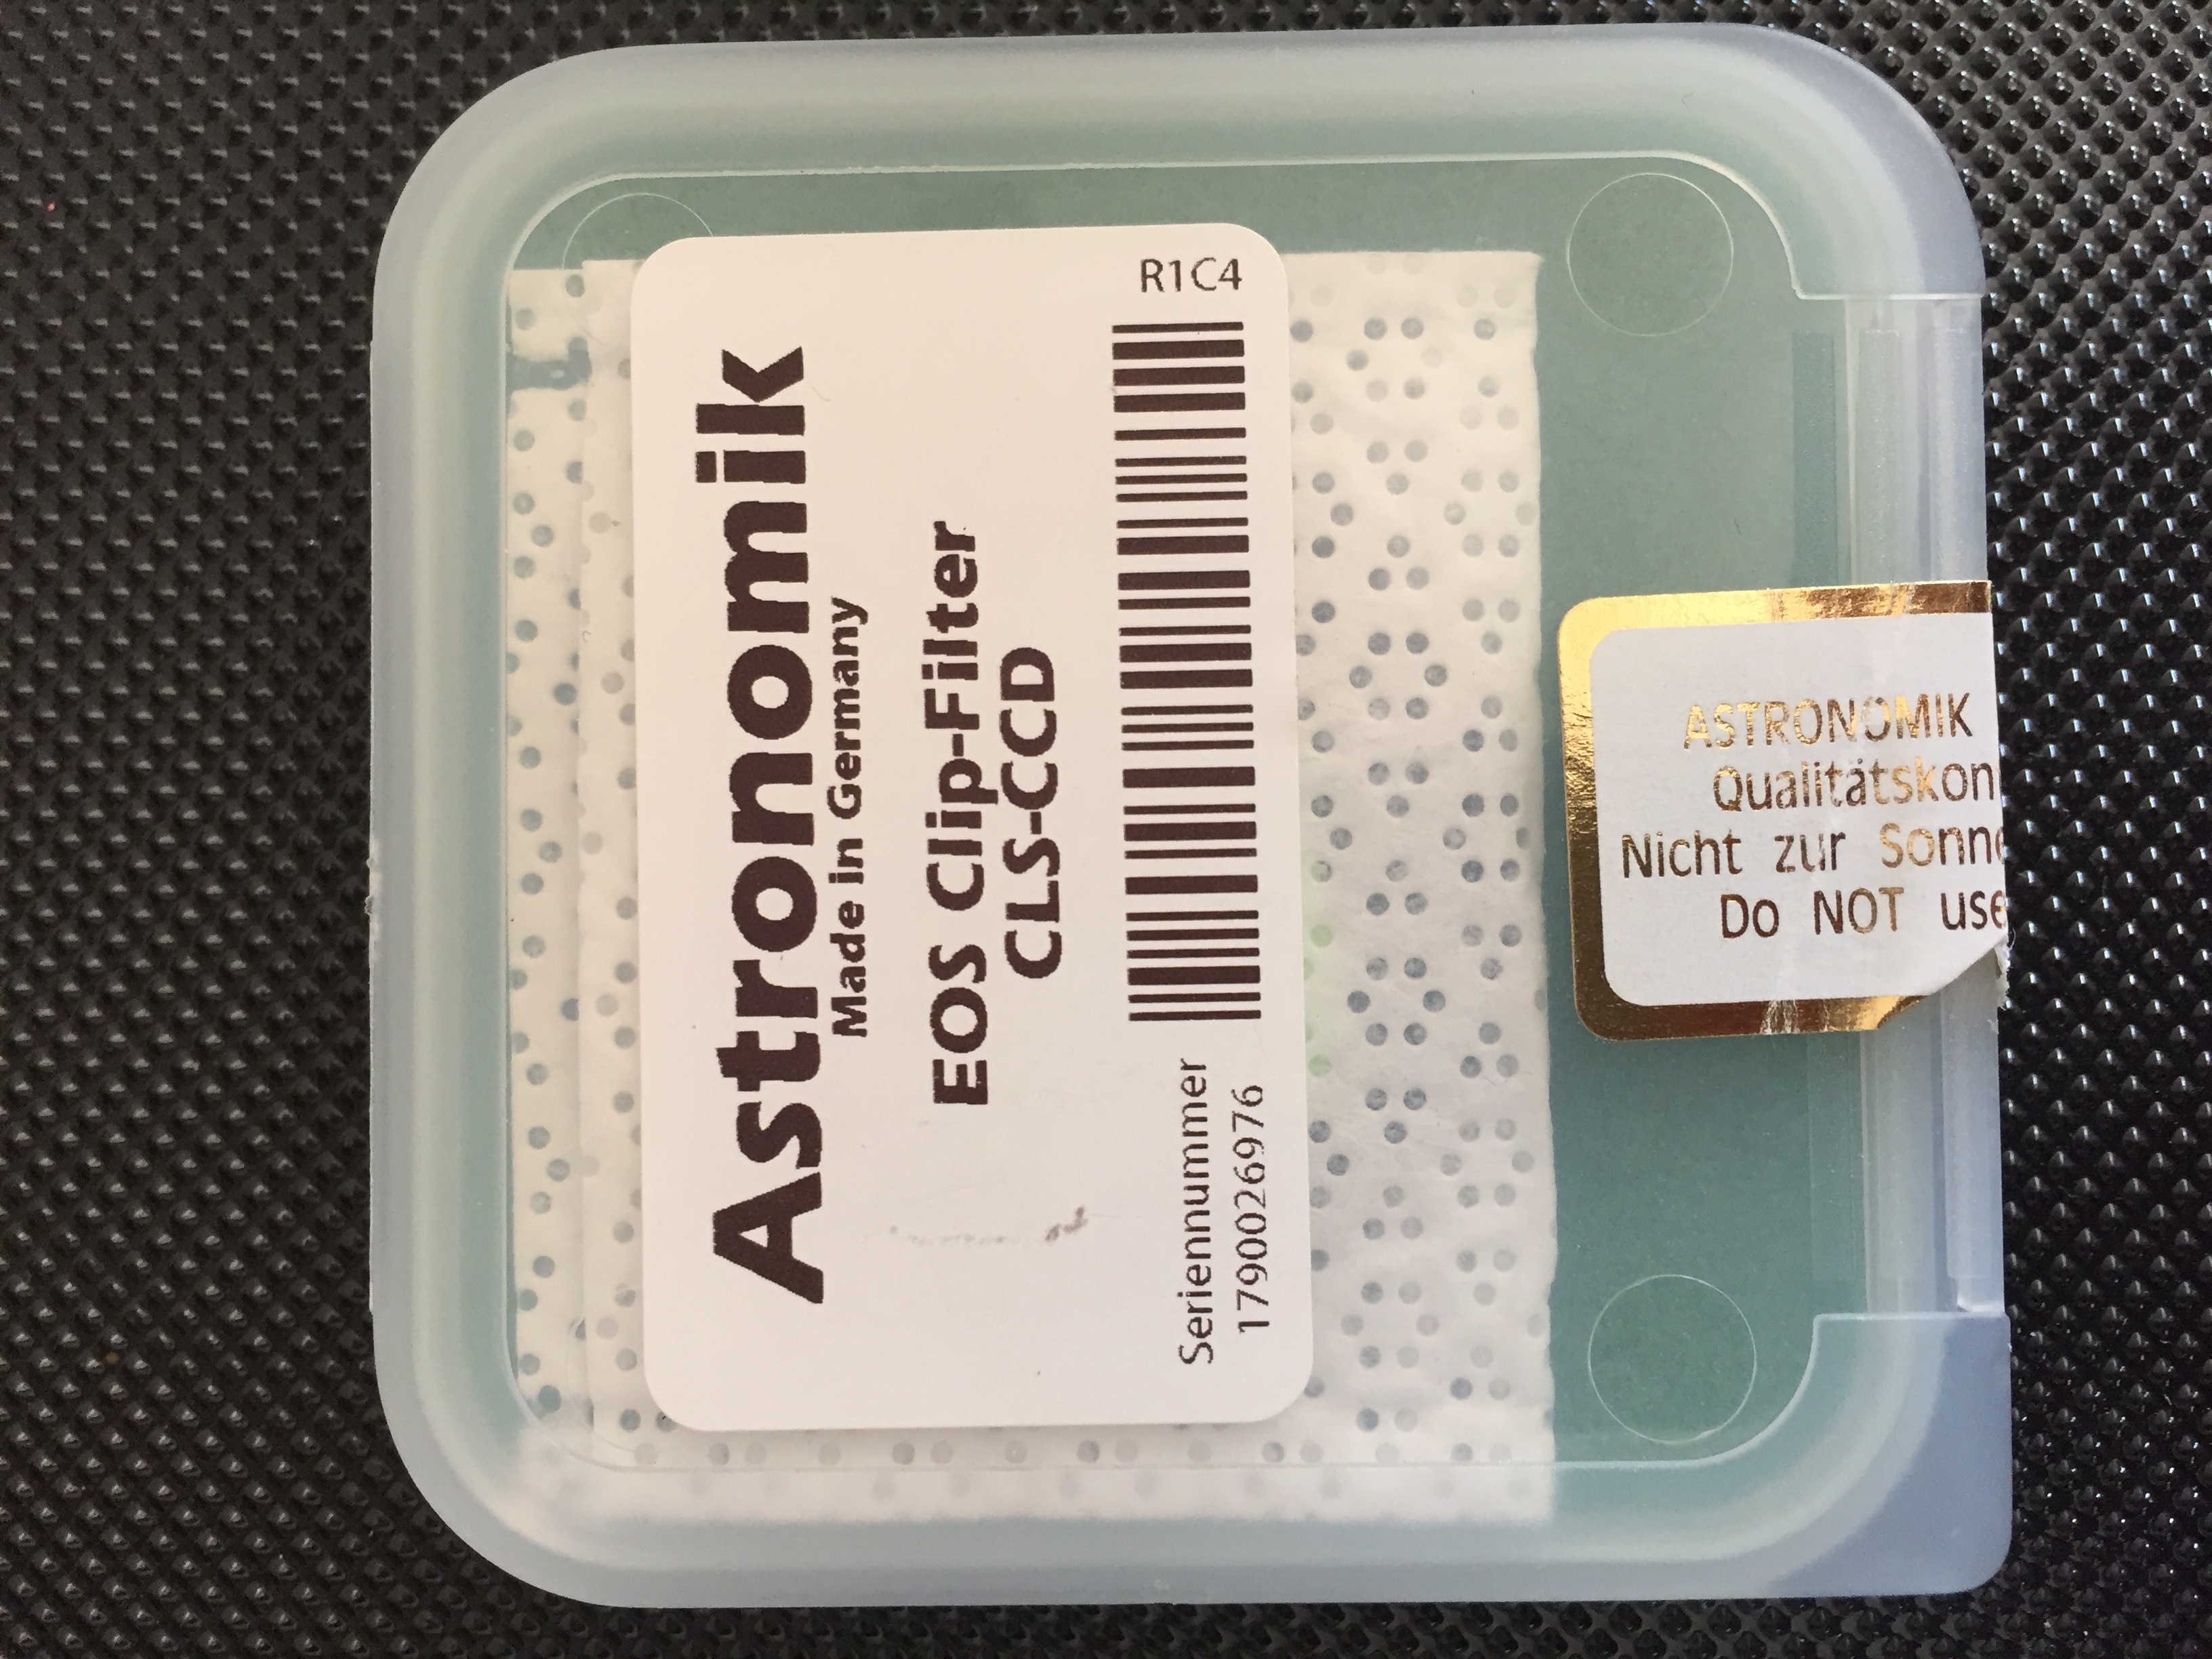 Astronomik
Made in Germany
EOS Clip-Filter
CLS-CCD
R1C4
Seriennummer
1790026976
ASTRONOMIK
Qualitätskon
Nicht zur Sonne
Do NOT use